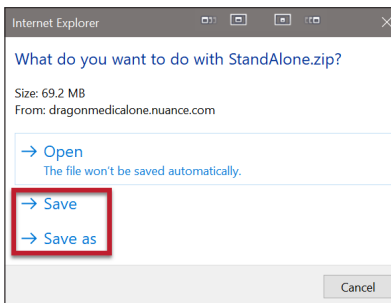 Internet Explorer
What do you want to do with StandAlone.zip?
Size: 69.2 MB
From: dragonmedicalone.nuance.com
→ Open
The file won't be saved automatically.
→ Save
→ Save as
Cancel